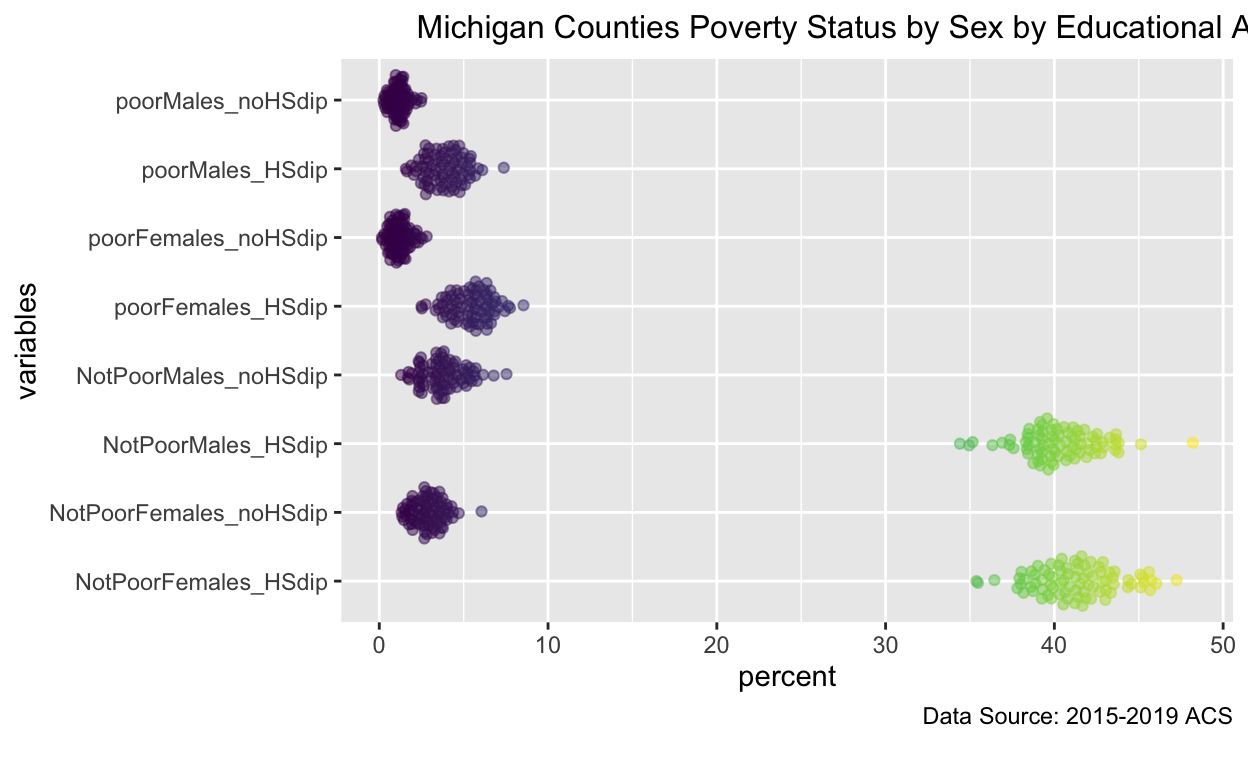 Michigan Counties Poverty Status by Sex by Educational A
poorMales_noHSdip
poorMales_HSdip
poorFemales_noHSdip
poorFemales_HSdip
NotPoorMales_noHSdip
NotPoorMales_HSdip
NotPoorFemales_noHSdip
NotPoorFemales_HSdip
variables
0 10 20 30 40 50
percent
Data Source: 2015-2019 ACS